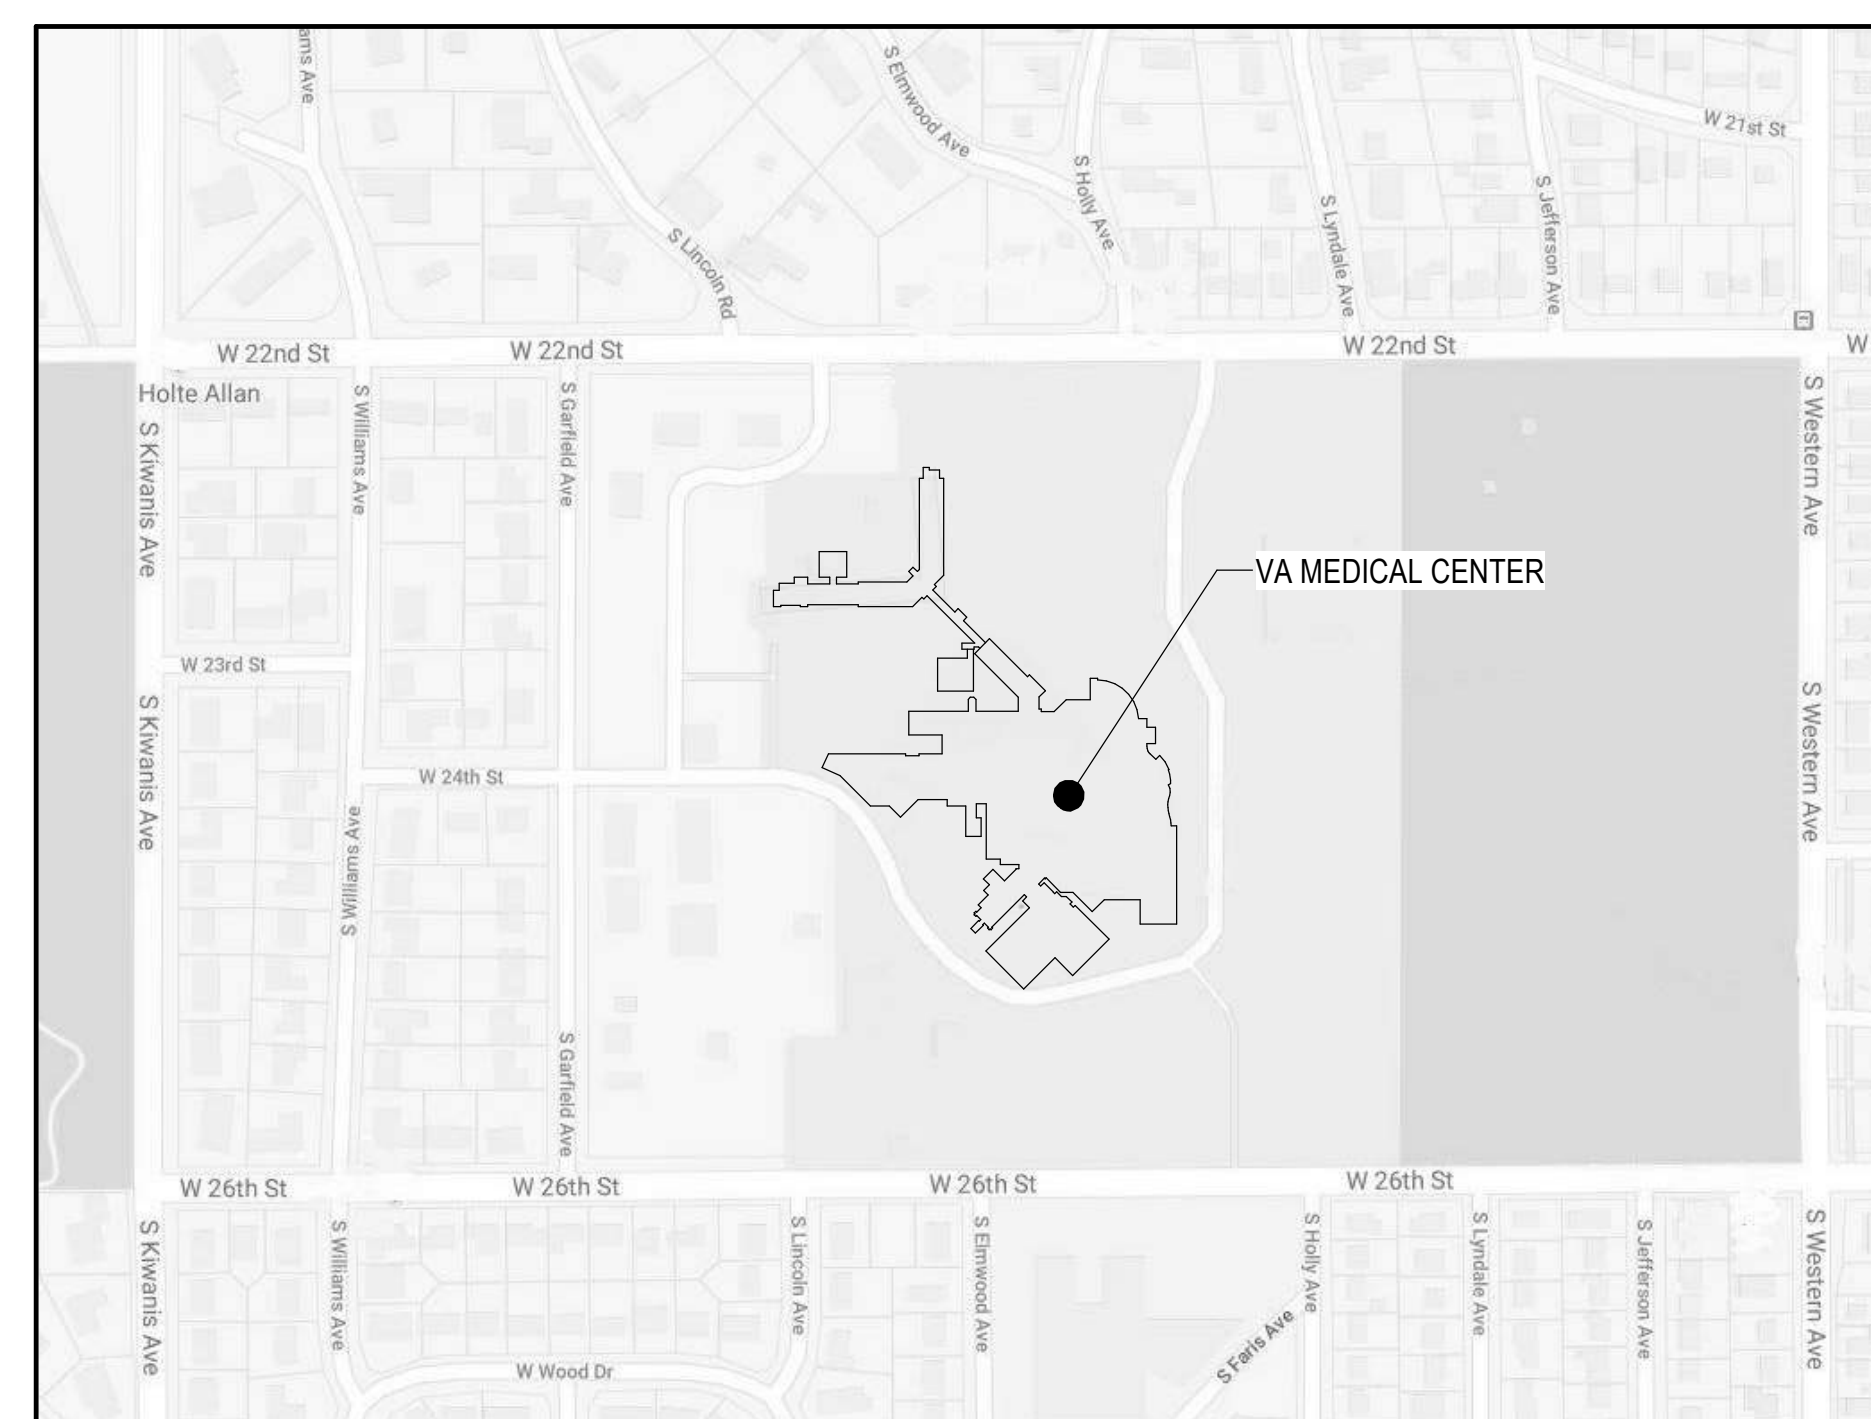 ams Ave
S Elmwood Ave
W 21st St
S Holly Ave
S Lyndale Ave
S Jefferson Ave
S Lincoln Rd
W 22nd St
W 22nd St
W 22nd St
W
Holte Allan
S Kiwanis Ave
S Williams Ave
S Garfield Ave
S Western Ave
VA MEDICAL CENTER
W 23rd St
S Kiwanis Ave
S Western Ave
W 24th St
S Williams Ave
S Garfield Ave
W 26th St
W 26th St
W 26th St
W 26th St
S Kiwanis Ave
S Williams Ave
S Lincoln Ave
S Elmwood Ave
S Holly Ave
S Lyndale Ave
S Jefferson Ave
S Western Ave
S Faris Ave
W Wood Dr